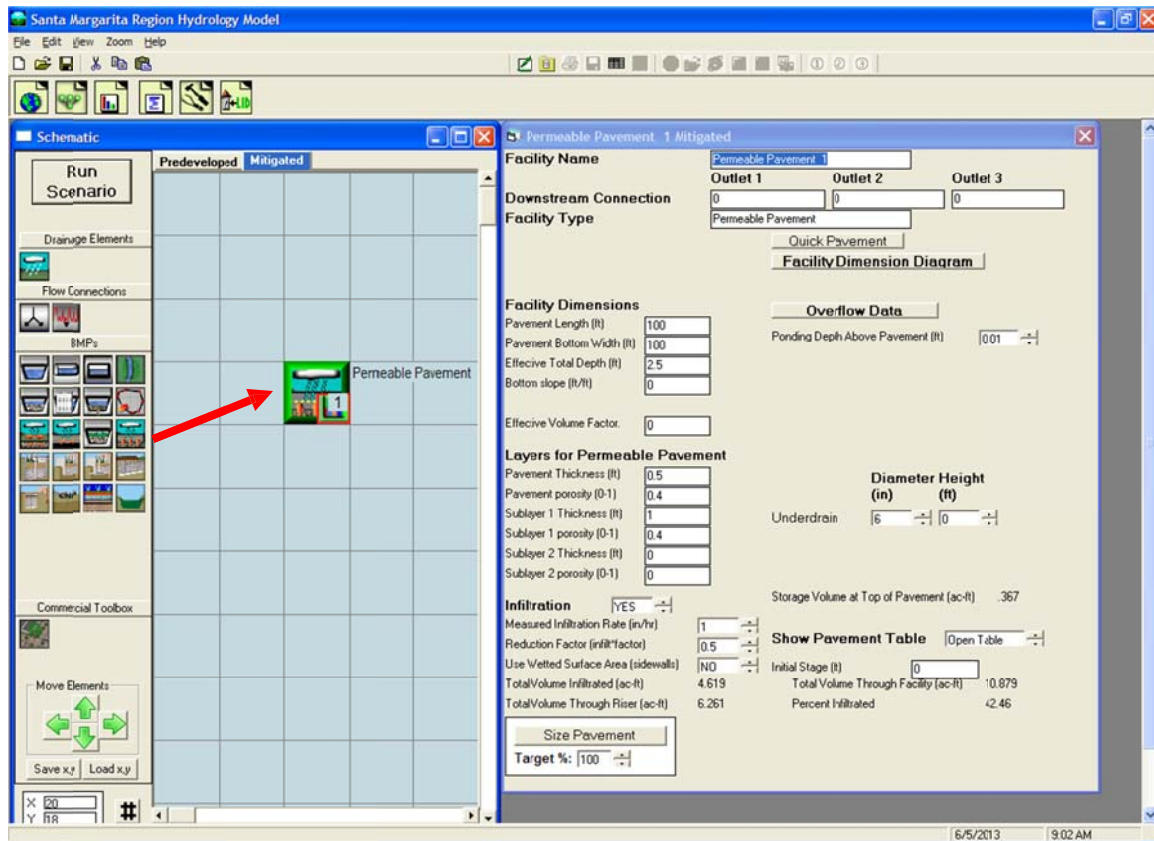 Santa Margarita Region Hydrology Model
File Edit View Zoom Help
Schematic
Run Scenario
Predeveloped Mitigated
Drainage Elements
Flow Connections
BMPs
Commercial Toolbox
Move Elements
Save x,y Load x,y
X 20
Y 18
#
Permeable Pavement
1
Permeable Pavement 1 Mitigated
Facility Name Permeable Pavement 1
Outlet 1 Outlet 2 Outlet 3
Downstream Connection 0 0 0
Facility Type Permeable Pavement
Quick Pavement
Facility Dimension Diagram
Facility Dimensions
Pavement Length (ft) 100
Pavement Bottom Width (ft) 100
Effective Total Depth (ft) 2.5
Bottom slope (ft/ft) 0
Effective Volume Factor. 0
Overflow Data
Ponding Depth Above Pavement (ft) 001
Layers for Permeable Pavement
Pavement Thickness (ft) 0.5
Pavement porosity (0-1) 0.4
Sublayer 1 Thickness (ft) 1
Sublayer 1 porosity (0-1) 0.4
Sublayer 2 Thickness (ft) 0
Sublayer 2 porosity (0-1) 0
Diameter Height
(in) (ft)
Underdrain 6 0
Infiltration YES
Measured Infiltration Rate (in/hr) 1
Reduction Factor (infilt*factor) 0.5
Use Wetted Surface Area (sidewalls) NO
Total Volume Infiltrated (ac-ft) 4.619
Total Volume Through Riser (ac-ft) 6.261
Storage Volume at Top of Pavement (ac-ft) .367
Show Pavement Table Open Table
Initial Stage (ft) 0
Total Volume Through Facility (ac-ft) 10.879
Percent Infiltrated 42.46
Size Pavement
Target %: 100
6/5/2013 9:02 AM